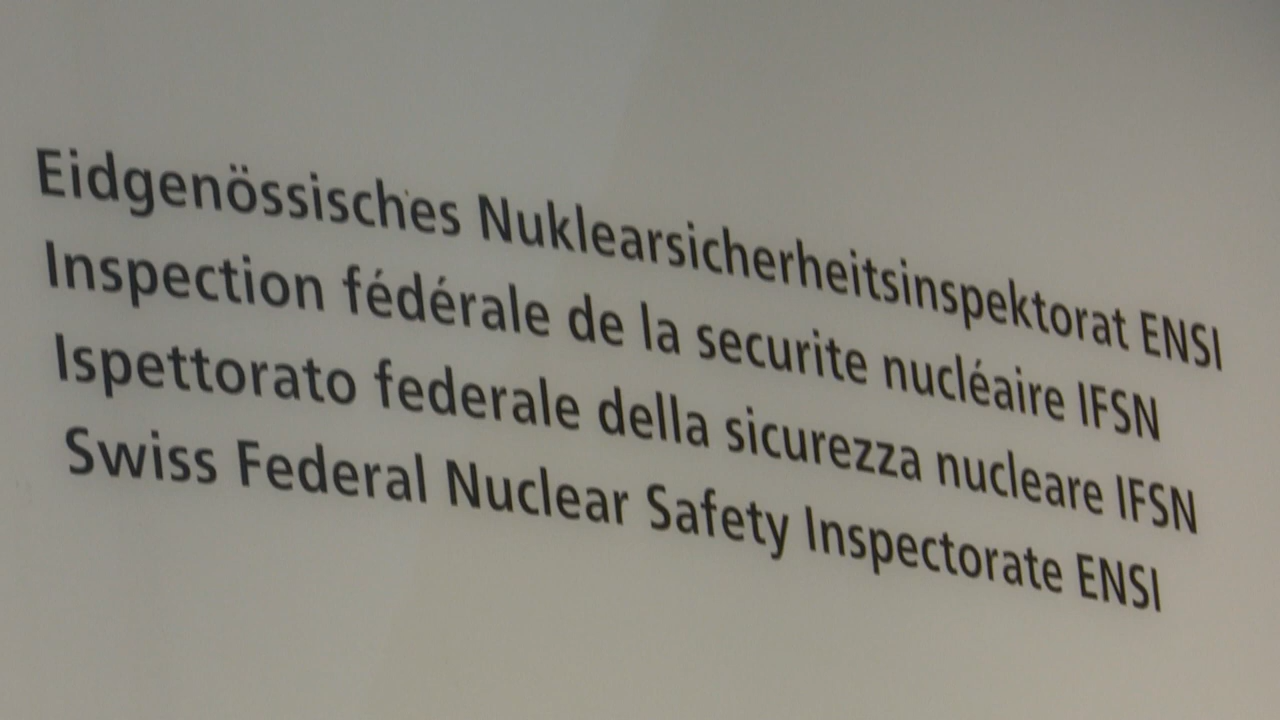 Eidgenössisches Nuklearsicherheitsinspektorat ENSI
Inspection fédérale de la securite nucléaire IFSN
Ispettorato federale della sicurezza nucleare IFSN
Swiss Federal Nuclear Safety Inspectorate ENSI